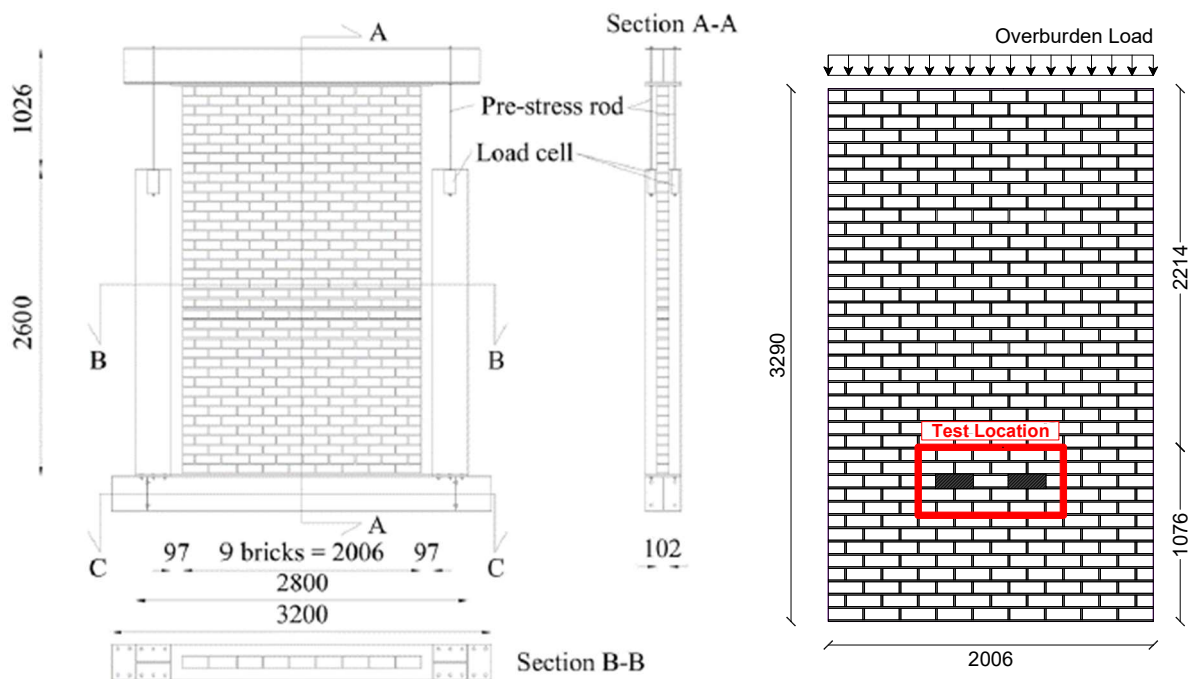 A
Section A-A
Overburden Load
1026
Pre-stress rod
Load cell
2600
B
B
3290
2214
Test Location
1076
A
C
97
9 bricks = 2006
97
C
102
2800
3200
Section B-B
2006